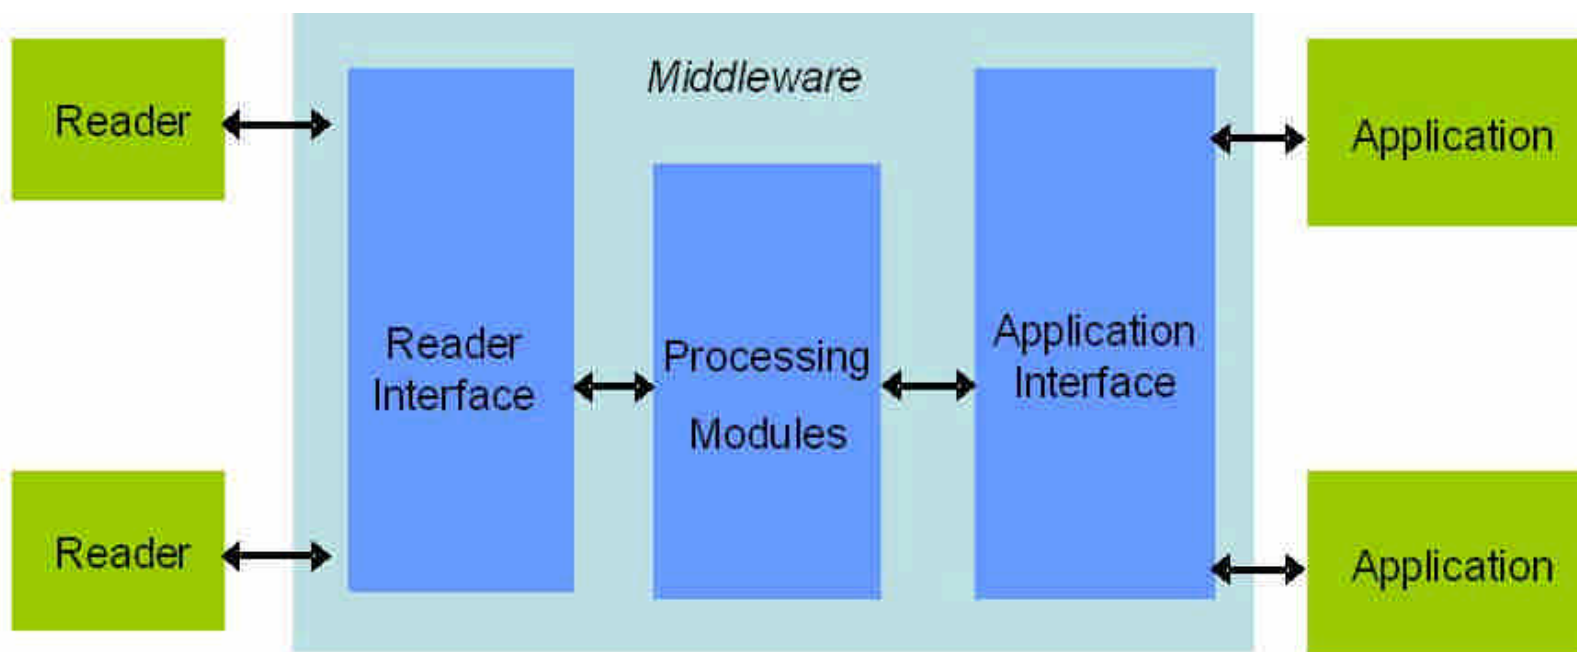 Middleware
Reader
Reader
Reader
Interface
Processing
Modules
Application
Interface
Application
Application